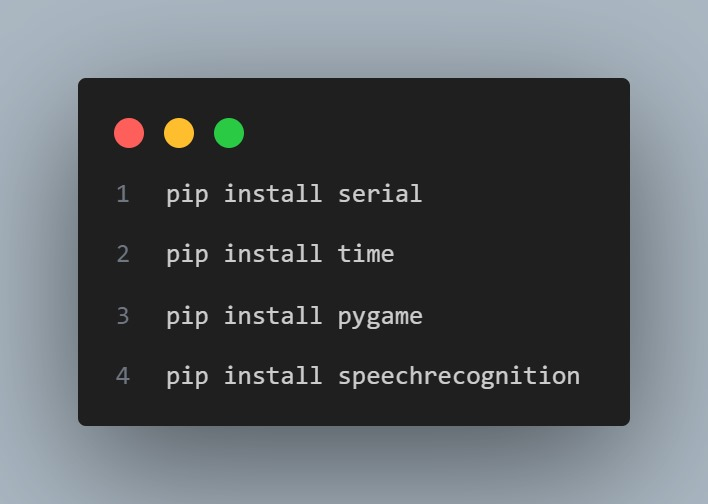 1 pip install serial
2 pip install time
3 pip install pygame
4 pip install speechrecognition